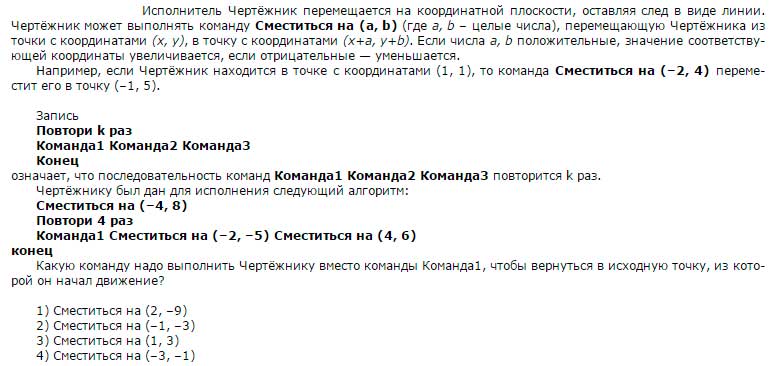 Исполнитель Чертёжник перемещается на координатной плоскости, оставляя след в виде линии.
Чертёжник может выполнять команду Сместиться на (a, b) (где a, b – целые числа), перемещающую Чертёжника из
точки с координатами (x, y), в точку с координатами (x+a, y+b). Если числа a, b положительные, значение соответству-
ющей координаты увеличивается, если отрицательные — уменьшается.
Например, если Чертёжник находится в точке с координатами (1, 1), то команда Сместиться на (−2, 4) переме-
стит его в точку (−1, 5).
Запись
Повтори k раз
Команда1 Команда2 Команда3
Конец
означает, что последовательность команд Команда1 Команда2 Команда3 повторится k раз.
Чертёжнику был дан для исполнения следующий алгоритм:
Сместиться на (−4, 8)
Повтори 4 раз
Команда1 Сместиться на (−2, −5) Сместиться на (4, 6)
конец
Какую команду надо выполнить Чертёжнику вместо команды Команда1, чтобы вернуться в исходную точку, из кото-
рой он начал движение?
1) Сместиться на (2, −9)
2) Сместиться на (−1, −3)
3) Сместиться на (1, 3)
4) Сместиться на (−3, −1)